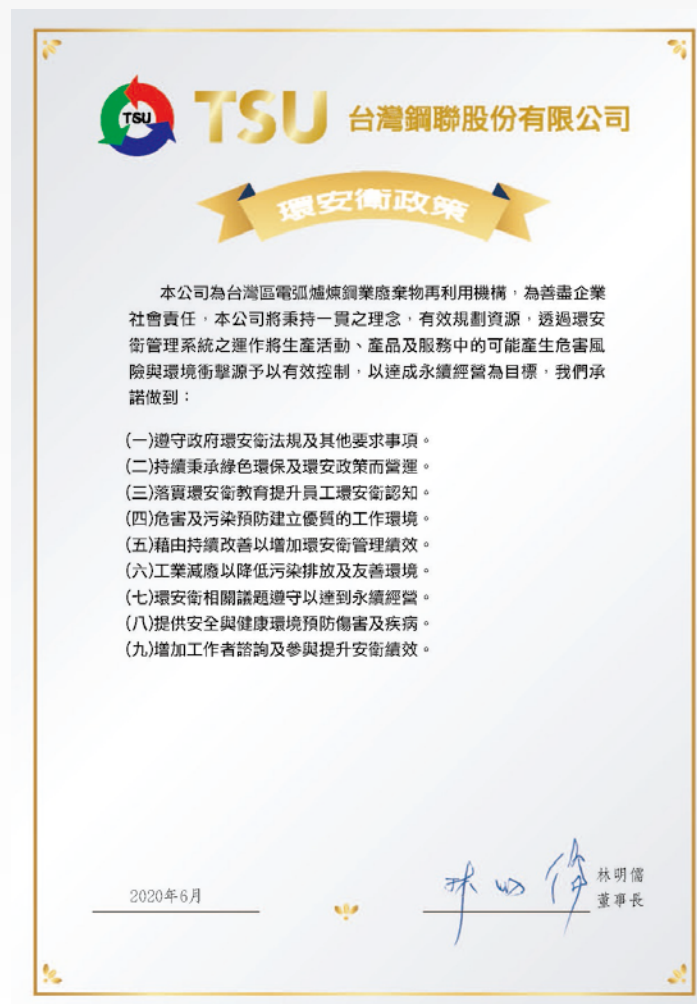 TSU
TSU 台灣鋼聯股份有限公司
環安衛政策
本公司為台灣區電弧爐煉鋼業廢棄物再利用機構，為善盡企業
社會責任，本公司將秉持一貫之理念，有效規劃資源，透過環安
衛管理系統之運作將生產活動、產品及服務中的可能產生危害風
險與環境衝擊源予以有效控制，以達成永續經營為目標，我們承
諾做到：
(一)遵守政府環安衛法規及其他要求事項。
(二)持續秉承綠色環保及環安政策而營運。
(三)落實環安衛教育提升員工環安衛認知。
(四)危害及污染預防建立優質的工作環境。
(五)藉由持續改善以增加環安衛管理績效。
(六)工業減廢以降低污染排放及友善環境。
(七)環安衛相關議題遵守以達到永續經營。
(八)提供安全與健康環境預防傷害及疾病。
(九)增加工作者諮詢及參與提升安衛績效。
2020年6月
林明儒
林明儒
董事長